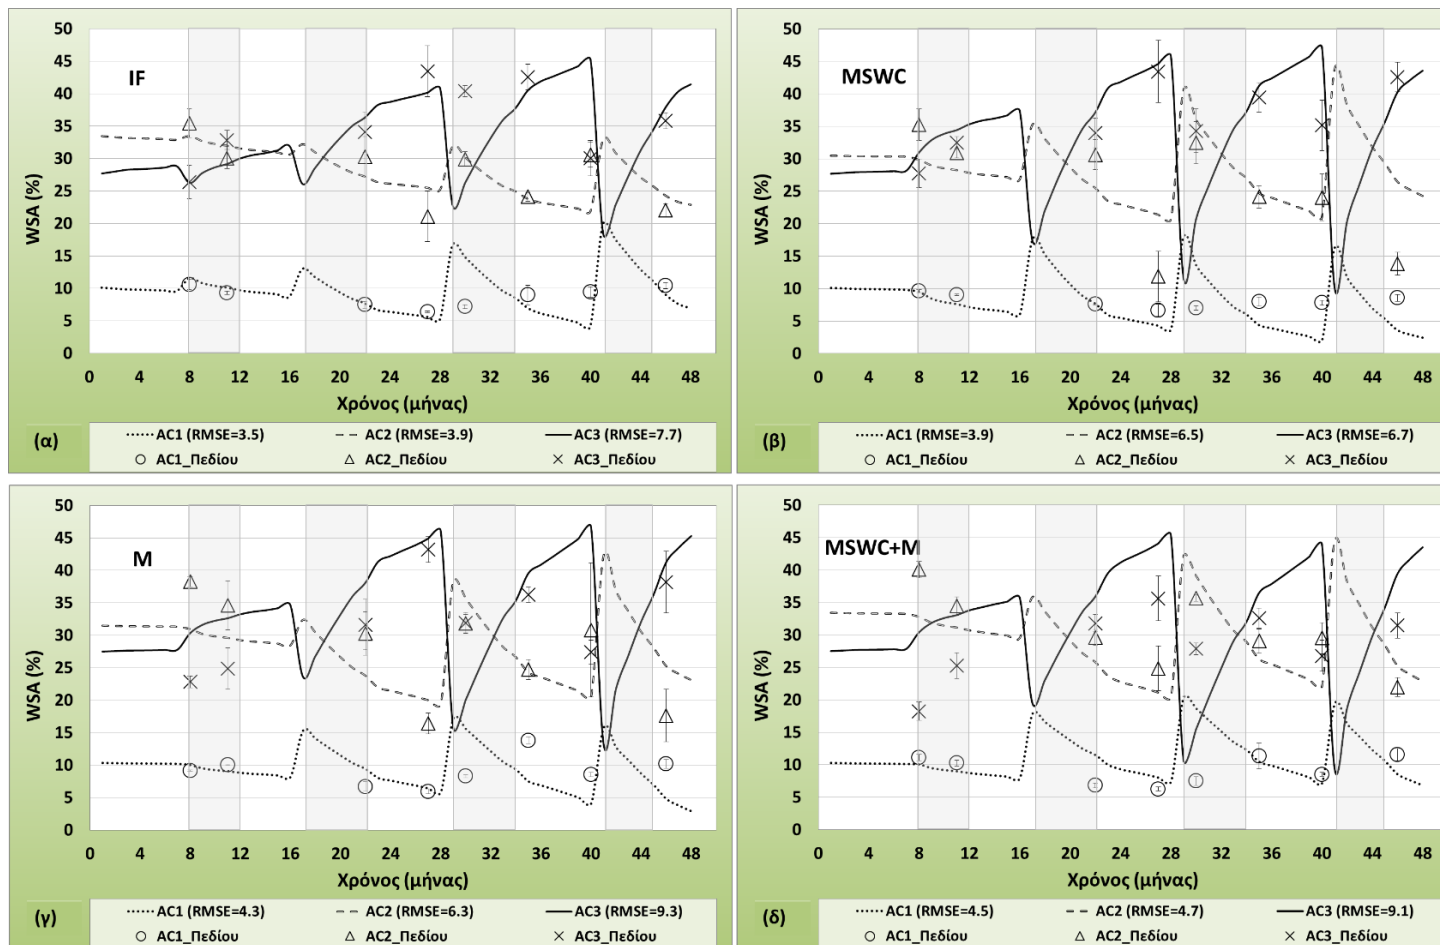 IF
WSA (%)
50
45
40
35
30
25
20
15
10
5
0
0 4 8 12 16 20 24 28 32 36 40 44 48
Χρόνος (μήνας)
(α)
AC1 (RMSE=3.5) AC2 (RMSE=3.9) AC3 (RMSE=7.7)
AC1_Πεδίου AC2_Πεδίου AC3_Πεδίου
MSWC
WSA (%)
50
45
40
35
30
25
20
15
10
5
0
0 4 8 12 16 20 24 28 32 36 40 44 48
Χρόνος (μήνας)
(β)
AC1 (RMSE=3.9) AC2 (RMSE=6.5) AC3 (RMSE=6.7)
AC1_Πεδίου AC2_Πεδίου AC3_Πεδίου
M
WSA (%)
50
45
40
35
30
25
20
15
10
5
0
0 4 8 12 16 20 24 28 32 36 40 44 48
Χρόνος (μήνας)
(γ)
AC1 (RMSE=4.3) AC2 (RMSE=6.3) AC3 (RMSE=9.3)
AC1_Πεδίου AC2_Πεδίου AC3_Πεδίου
MSWC+M
WSA (%)
50
45
40
35
30
25
20
15
10
5
0
0 4 8 12 16 20 24 28 32 36 40 44 48
Χρόνος (μήνας)
(δ)
AC1 (RMSE=4.5) AC2 (RMSE=4.7) AC3 (RMSE=9.1)
AC1_Πεδίου AC2_Πεδίου AC3_Πεδίου